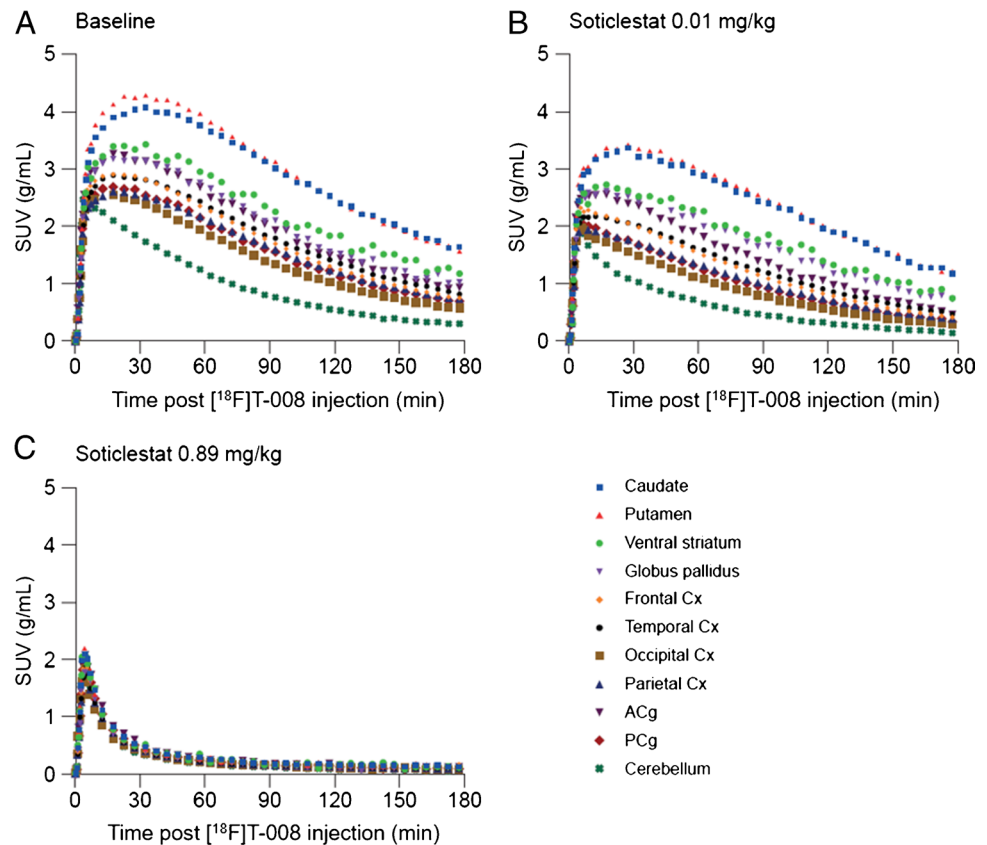 A Baseline
5
4
3
2
1
0
SUV (g/mL)
0 30 60 90 120 150 180
Time post [¹⁸F]T-008 injection (min)
B Soticlestat 0.01 mg/kg
5
4
3
2
1
0
SUV (g/mL)
0 30 60 90 120 150 180
Time post [¹⁸F]T-008 injection (min)
C Soticlestat 0.89 mg/kg
5
4
3
2
1
0
SUV (g/mL)
0 30 60 90 120 150 180
Time post [¹⁸F]T-008 injection (min)
Caudate
Putamen
Ventral striatum
Globus pallidus
Frontal Cx
Temporal Cx
Occipital Cx
Parietal Cx
ACg
PCg
Cerebellum